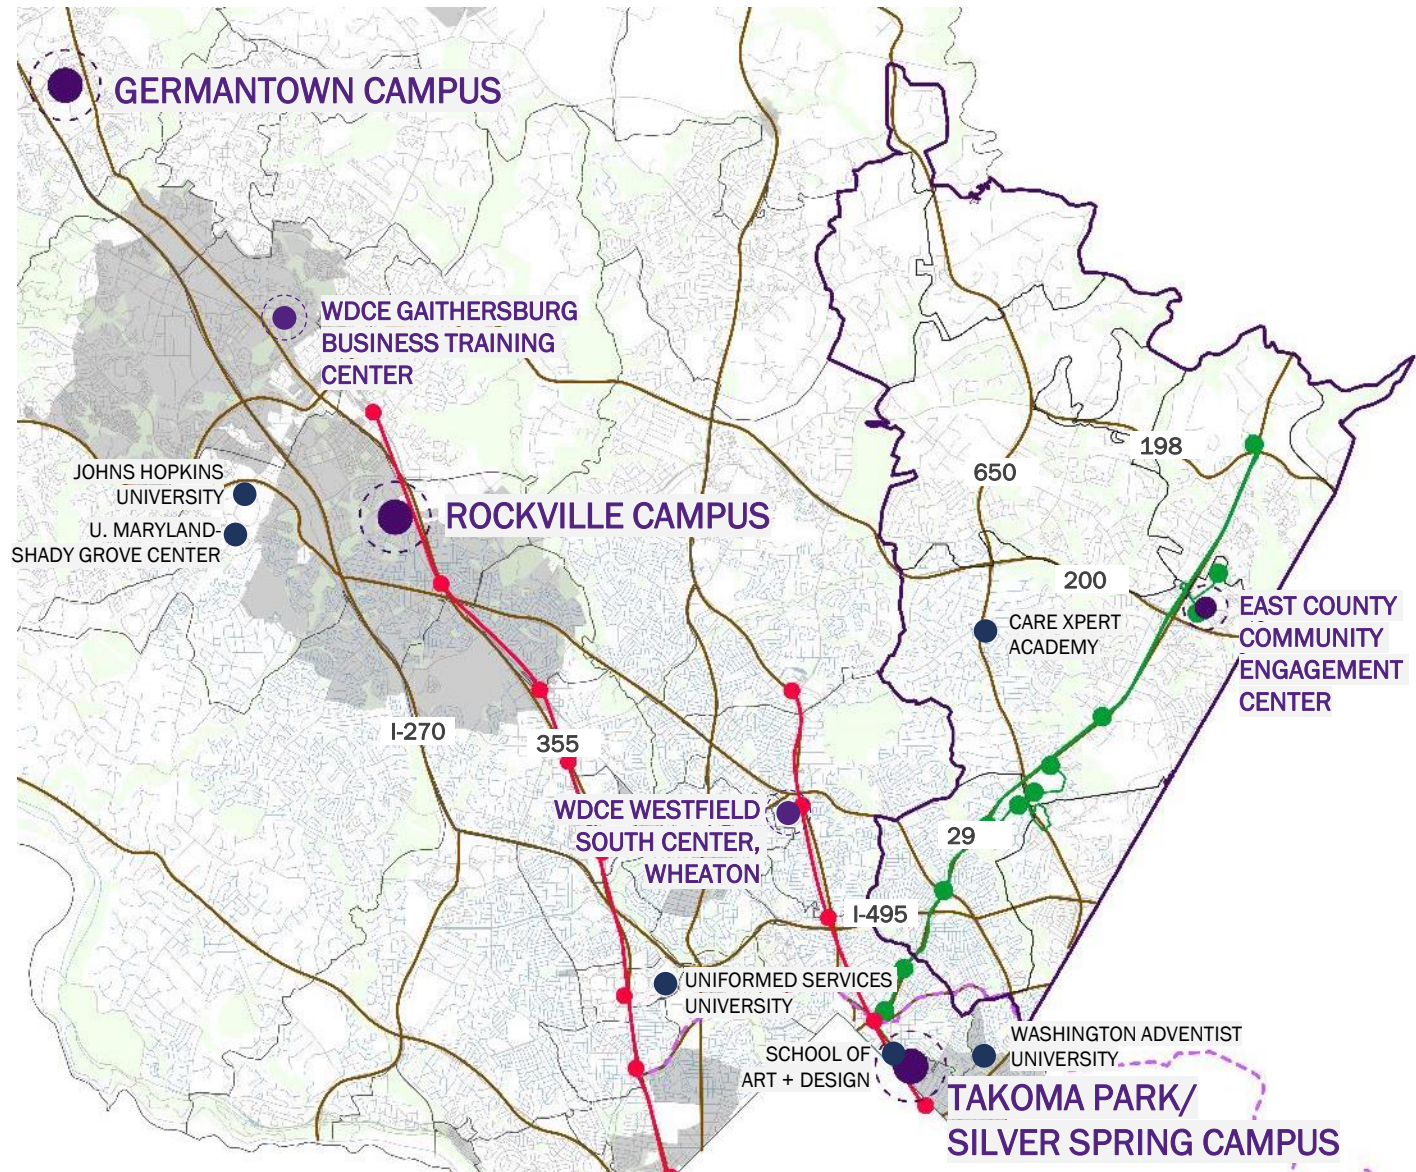 GERMANTOWN CAMPUS
WDCE GAITHERSBURG
BUSINESS TRAINING
CENTER
198
JOHNS HOPKINS
UNIVERSITY
650
ROCKVILLE CAMPUS
U. MARYLAND-
SHADY GROVE CENTER
200
EAST COUNTY
COMMUNITY
ENGAGEMENT
CENTER
CARE XPERT
ACADEMY
I-270
355
WDCE WESTFIELD
SOUTH CENTER,
WHEATON
29
I-495
UNIFORMED SERVICES
UNIVERSITY
WASHINGTON ADVENTIST
UNIVERSITY
SCHOOL OF
ART + DESIGN
TAKOMA PARK/
SILVER SPRING CAMPUS